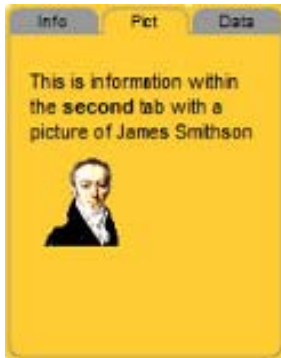 Info Pict Data
This is information within
the second tab with a
picture of James Smithson